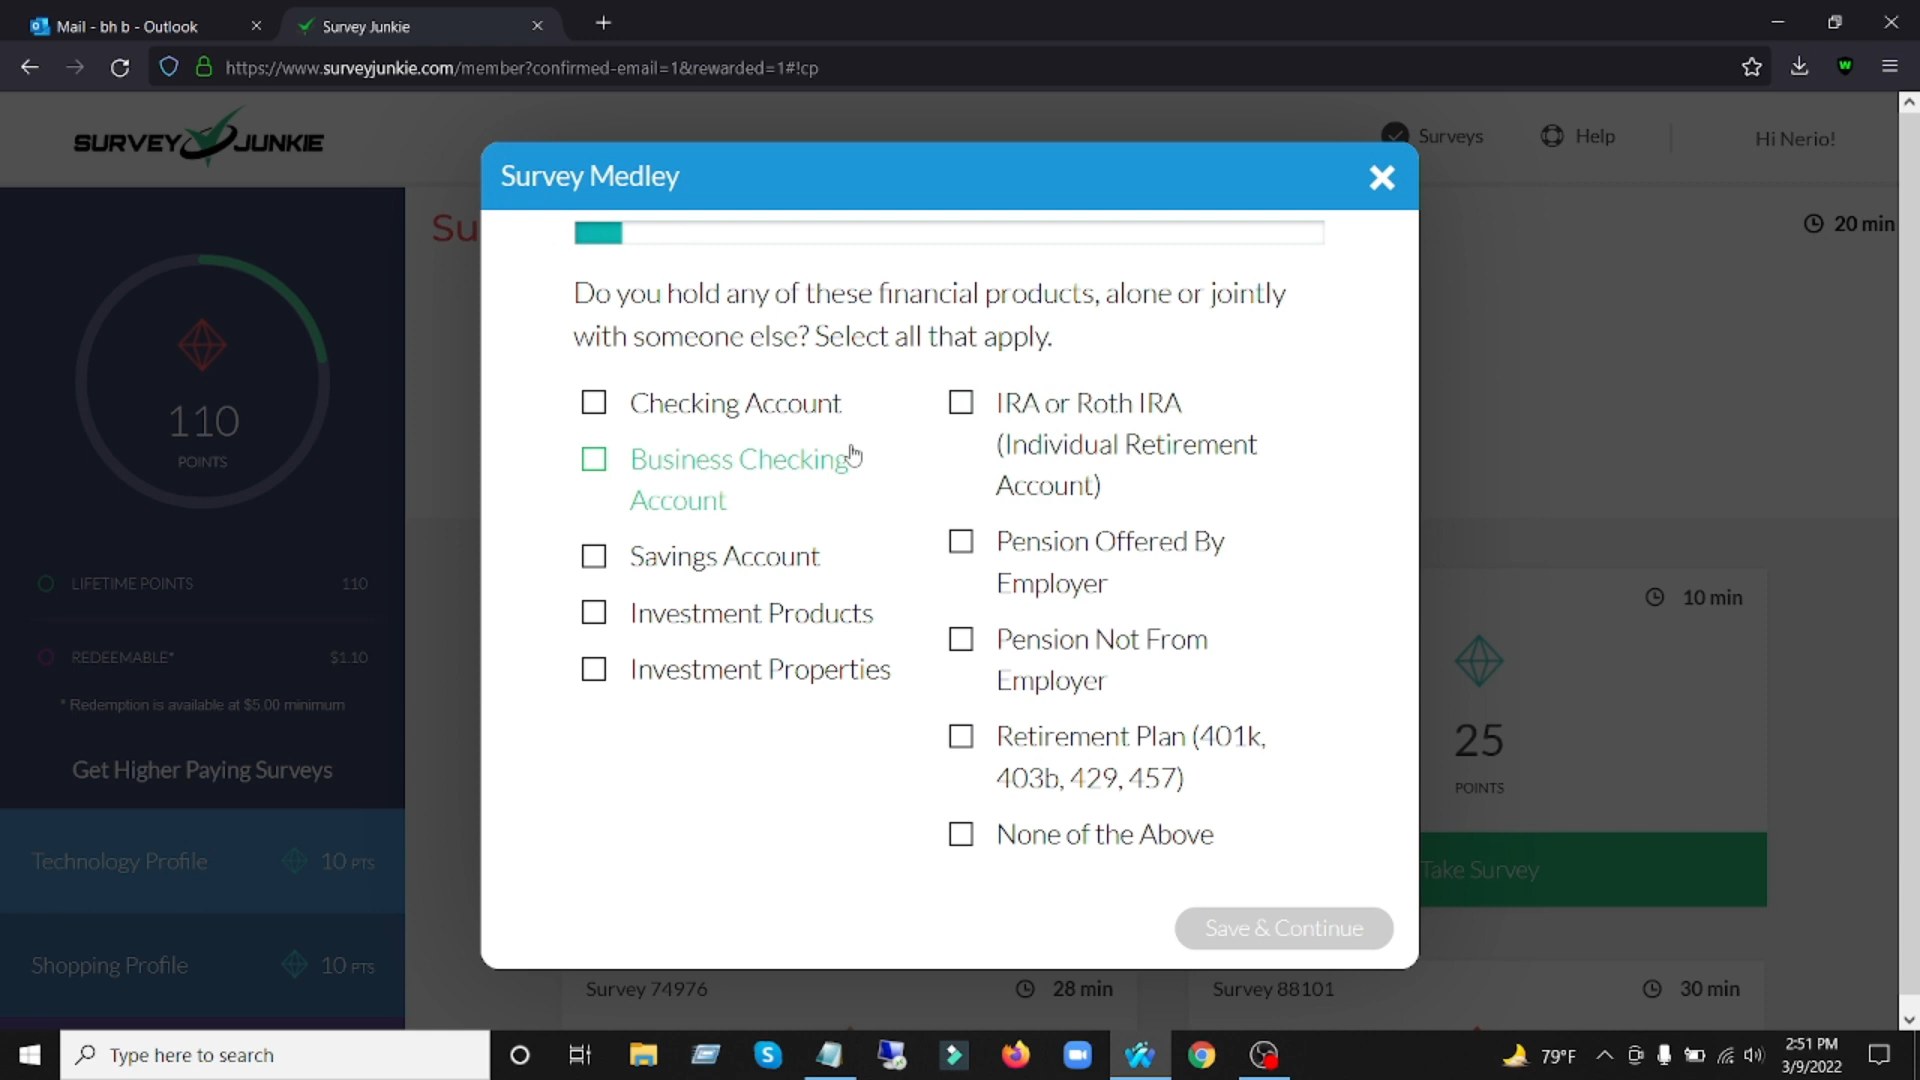 Mail - bh b - Outlook
Survey Junkie
https://www.surveyjunkie.com/member?confirmed-email=1&rewarded=1#!cp
SURVEY JUNKIE
Surveys
Help
Hi Nerio!
Survey Medley
Su
20 min
Do you hold any of these financial products, alone or jointly
with someone else? Select all that apply.
Checking Account
Business Checking
Account
Savings Account
Investment Products
Investment Properties
IRA or Roth IRA
(Individual Retirement
Account)
Pension Offered By
Employer
Pension Not From
Employer
Retirement Plan (401k,
403b, 429, 457)
None of the Above
Save & Continue
110
POINTS
LIFETIME POINTS 110
REDEEMABLE* $1.10
* Redemption is available at $5.00 minimum
Get Higher Paying Surveys
Technology Profile 10 PTS
Shopping Profile 10 PTS
10 min
25
POINTS
Take Survey
Survey 74976 28 min
Survey 88101 30 min
Type here to search
79°F
2:51 PM
3/9/2022